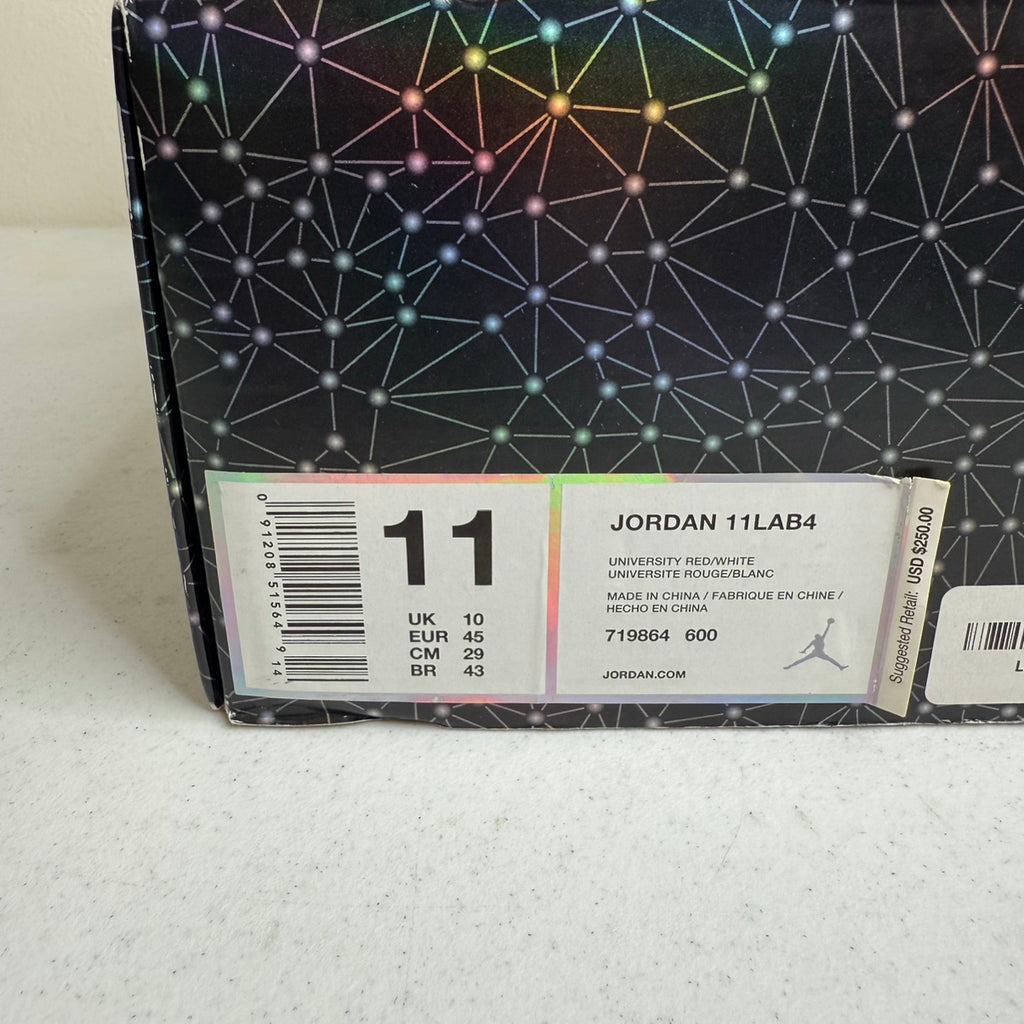 0 91208 51564 9 14
11
UK 10
EUR 45
CM 29
BR 43
JORDAN 11LAB4
UNIVERSITY RED/WHITE
UNIVERSITE ROUGE/BLANC
MADE IN CHINA / FABRIQUE EN CHINE /
HECHO EN CHINA
719864 600
JORDAN.COM
Suggested Retail: USD $250.00
L